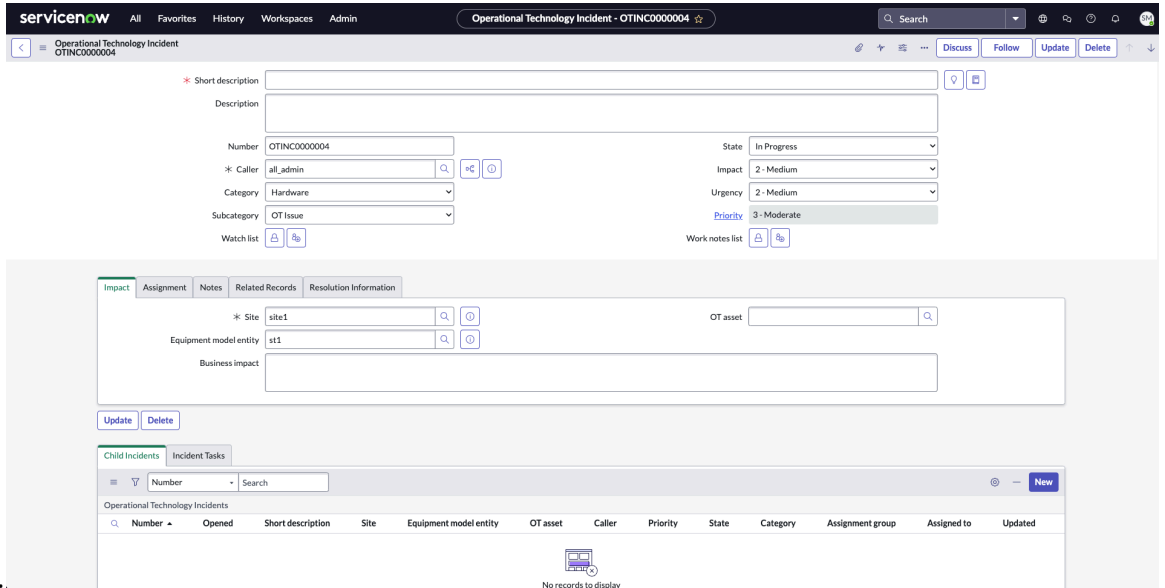 servicenow All Favorites History Workspaces Admin Operational Technology Incident - OTINC0000004 Search SM
Operational Technology Incident
OTINC0000004
Discuss Follow Update Delete
Short description
Description
Number OTINC0000004 State In Progress
Caller all_admin Impact 2 - Medium
Category Hardware Urgency 2 - Medium
Subcategory OT Issue Priority 3 - Moderate
Watch list Work notes list
Impact Assignment Notes Related Records Resolution Information
Site site1 OT asset
Equipment model entity st1
Business impact
Update Delete
Child Incidents Incident Tasks
Number Search New
Operational Technology Incidents
Number Opened Short description Site Equipment model entity OT asset Caller Priority State Category Assignment group Assigned to Updated
No records to display